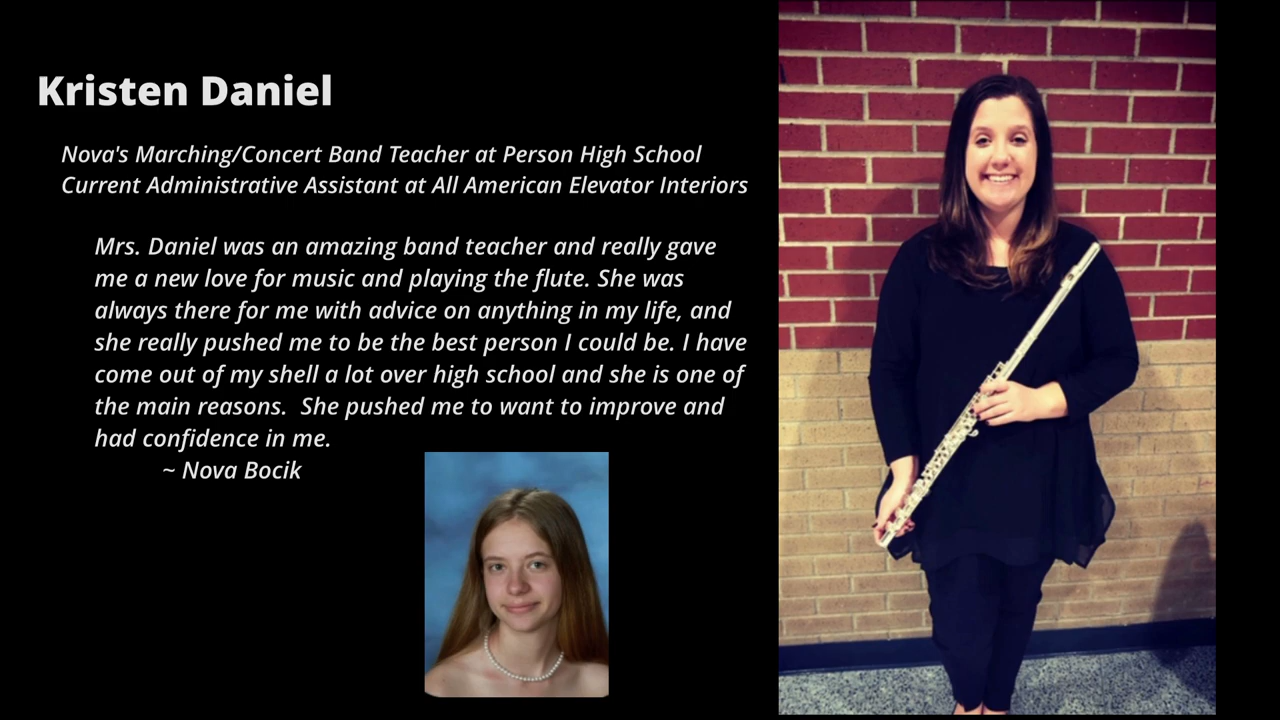 Kristen Daniel
Nova's Marching/Concert Band Teacher at Person High School
Current Administrative Assistant at All American Elevator Interiors
Mrs. Daniel was an amazing band teacher and really gave
me a new love for music and playing the flute. She was
always there for me with advice on anything in my life, and
she really pushed me to be the best person I could be. I have
come out of my shell a lot over high school and she is one of
the main reasons.  She pushed me to want to improve and
had confidence in me.
~ Nova Bocik